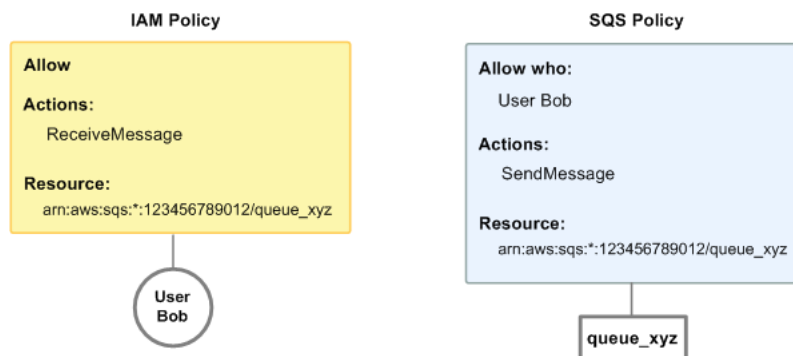 IAM Policy
Allow
Actions:
ReceiveMessage
Resource:
arn:aws:sqs:*:123456789012/queue_xyz
User
Bob
SQS Policy
Allow who:
User Bob
Actions:
SendMessage
Resource:
arn:aws:sqs:*:123456789012/queue_xyz
queue_xyz